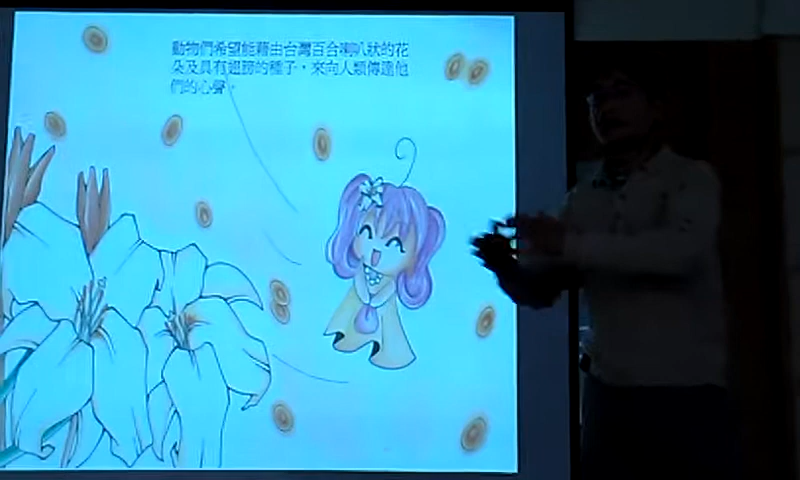 動物們希望能藉由台灣百合喇叭狀的花
朵及具有翅膀的種子，來向人類傳達他
們的心聲。